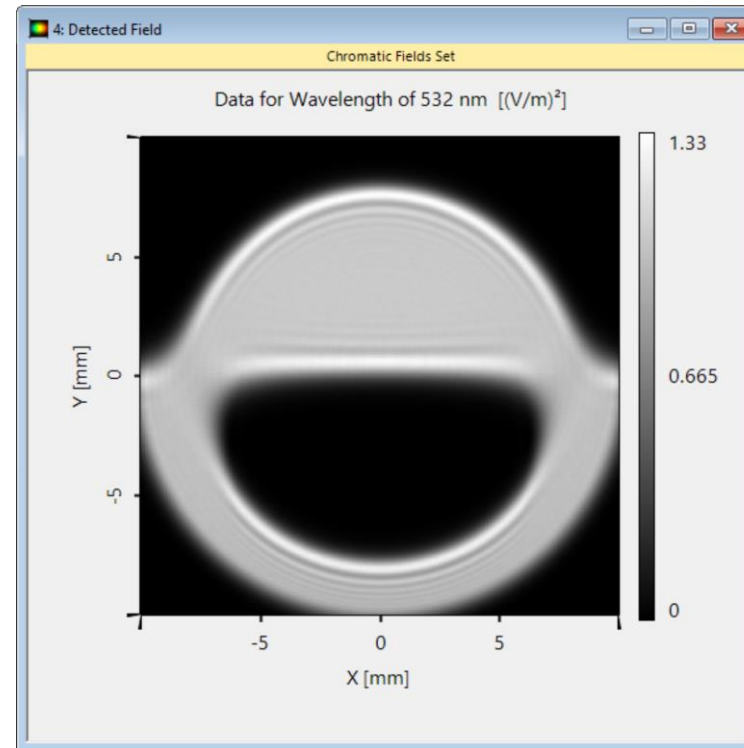 4: Detected Field
Chromatic Fields Set
Data for Wavelength of 532 nm [(V/m)²]
1.33
0.665
0
5
0
-5
Y [mm]
-5
0
5
X [mm]